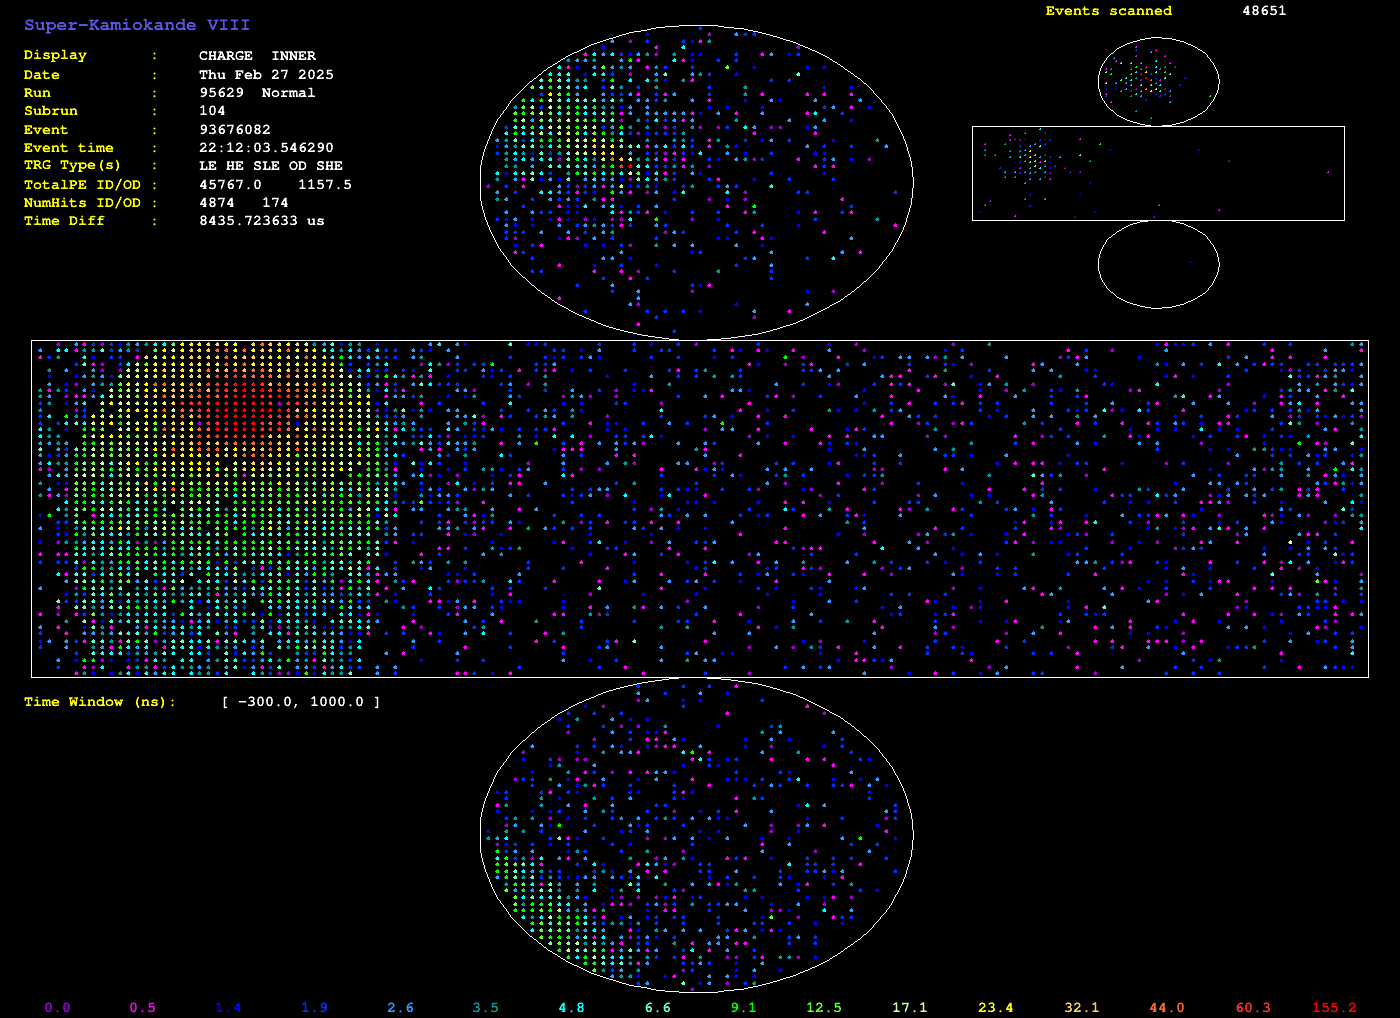 Super-Kamiokande VIII
Events scanned 48651
Display : CHARGE INNER
Date : Thu Feb 27 2025
Run : 95629 Normal
Subrun : 104
Event : 93676082
Event time : 22:12:03.546290
TRG Type(s) : LE HE SLE OD SHE
TotalPE ID/OD : 45767.0 1157.5
NumHits ID/OD : 4874 174
Time Diff : 8435.723633 us
Time Window (ns): [ -300.0, 1000.0 ]
0.0 0.5 1.4 1.9 2.6 3.5 4.8 6.6 9.1 12.5 17.1 23.4 32.1 44.0 60.3 155.2